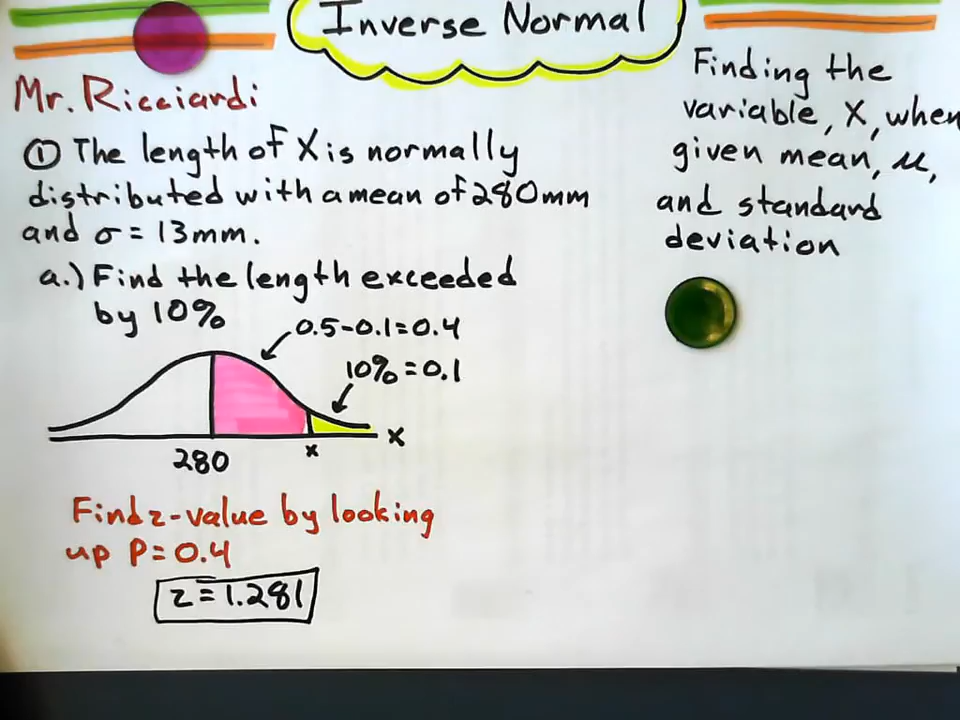 Inverse Normal
Mr. Ricciardi
① The length of X is normally
distributed with a mean of 280mm
and σ = 13mm.
a.) Find the length exceeded
by 10%
0.5-0.1=0.4
10% = 0.1
280
x
x
Find z-value by looking
up P=0.4
z = 1.281
Finding the
variable, X, when
given mean, μ,
and standard
deviation